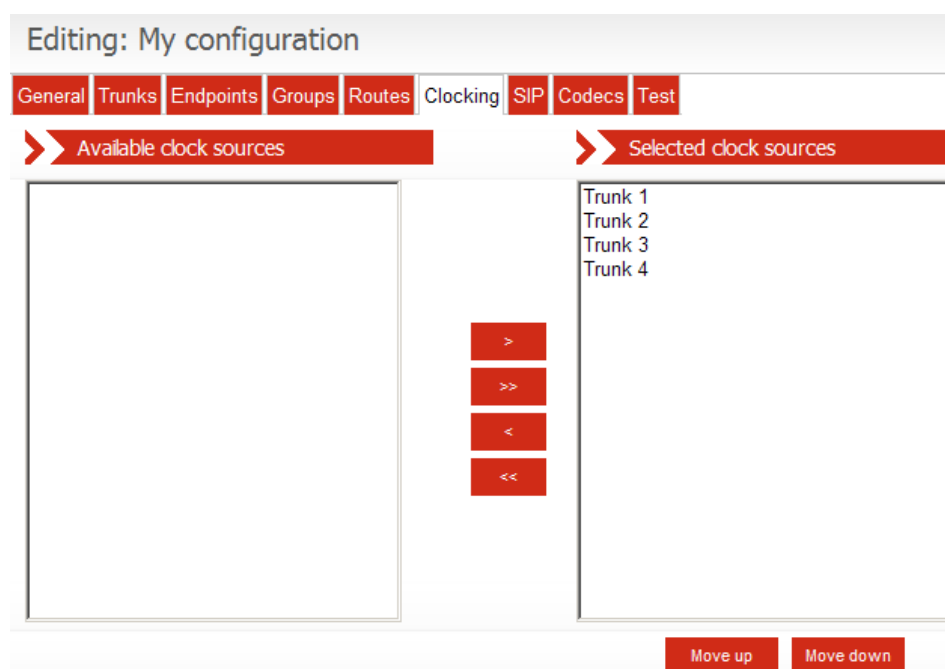 Editing: My configuration
General Trunks Endpoints Groups Routes Clocking SIP Codecs Test
Available clock sources
Selected clock sources
Trunk 1
Trunk 2
Trunk 3
Trunk 4
>
>>
<
<<
Move up Move down